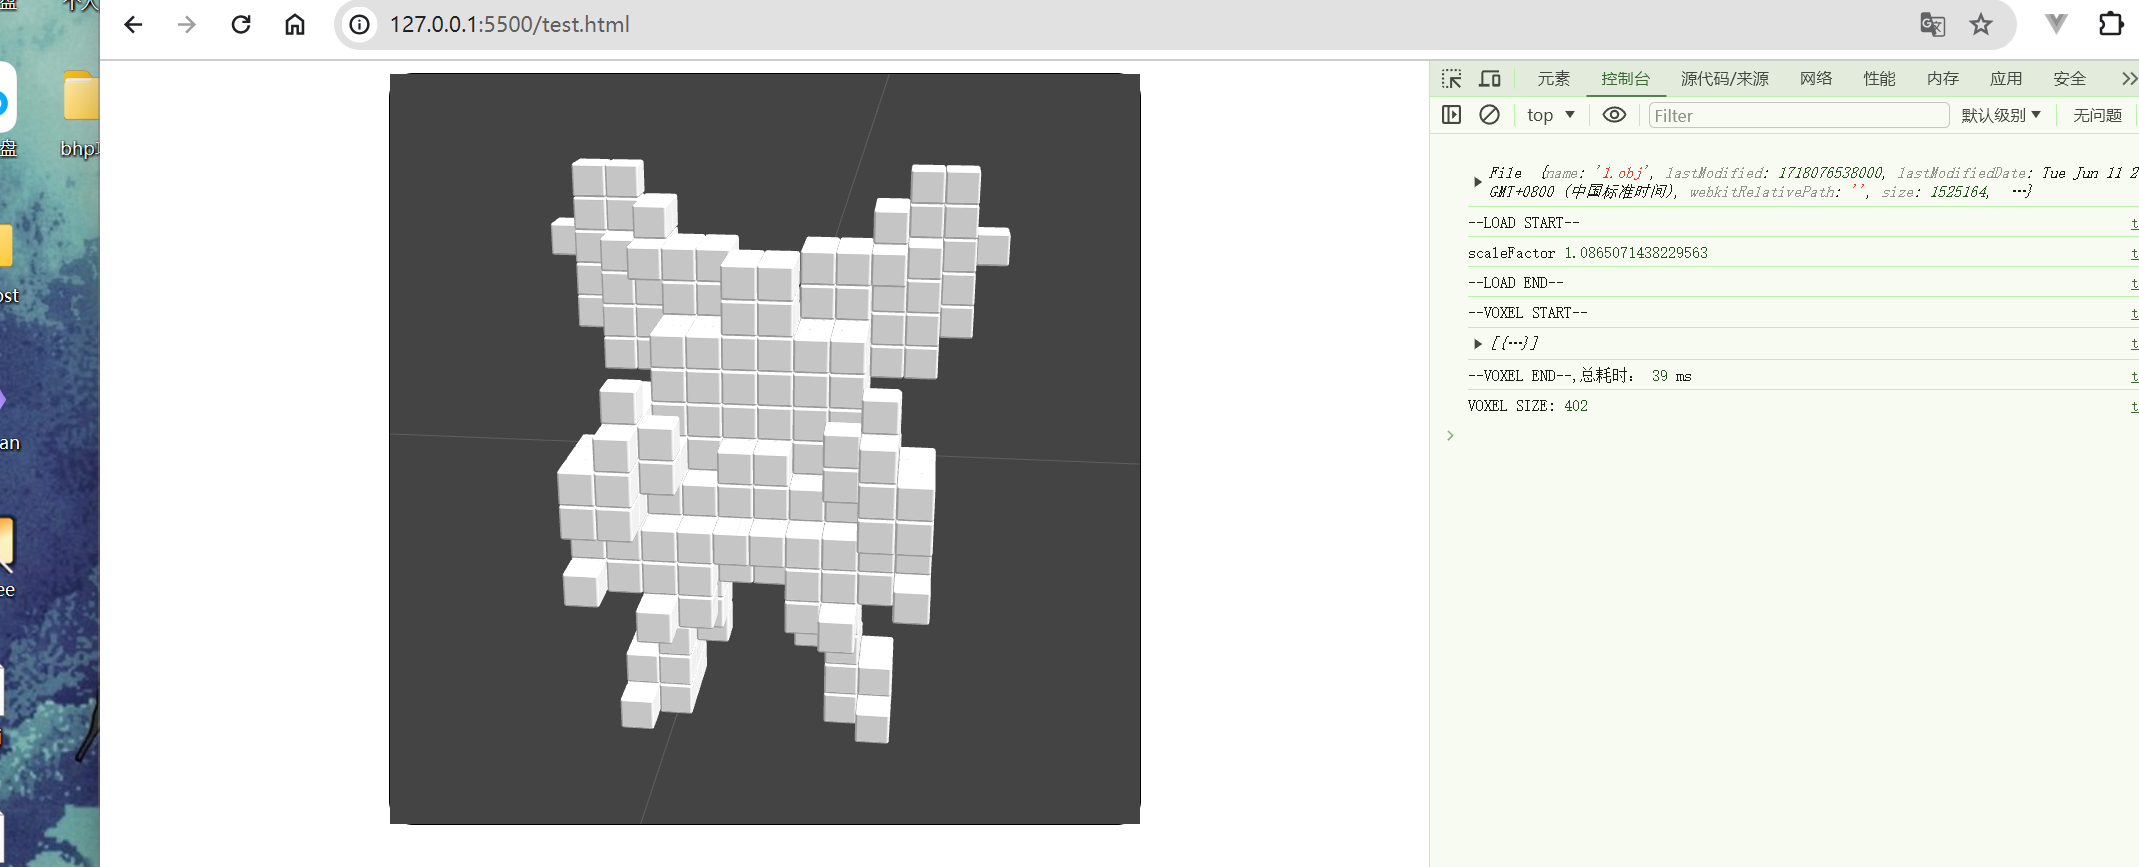 盘
个人
127.0.0.1:5500/test.html
元素 控制台 源代码/来源 网络 性能 内存 应用 安全
top Filter 默认级别 无问题
盘
bhp
File {name: '1.obj', lastModified: 1718076538000, lastModifiedDate: Tue Jun 11 2
GMT+0800 (中国标准时间), webkitRelativePath: '', size: 1525164, …}
--LOAD START-- t
scaleFactor 1.0865071438229563 t
--LOAD END-- t
ost
--VOXEL START-- t
[{…}] t
--VOXEL END--,总耗时： 39 ms t
VOXEL SIZE: 402 t
an
ee